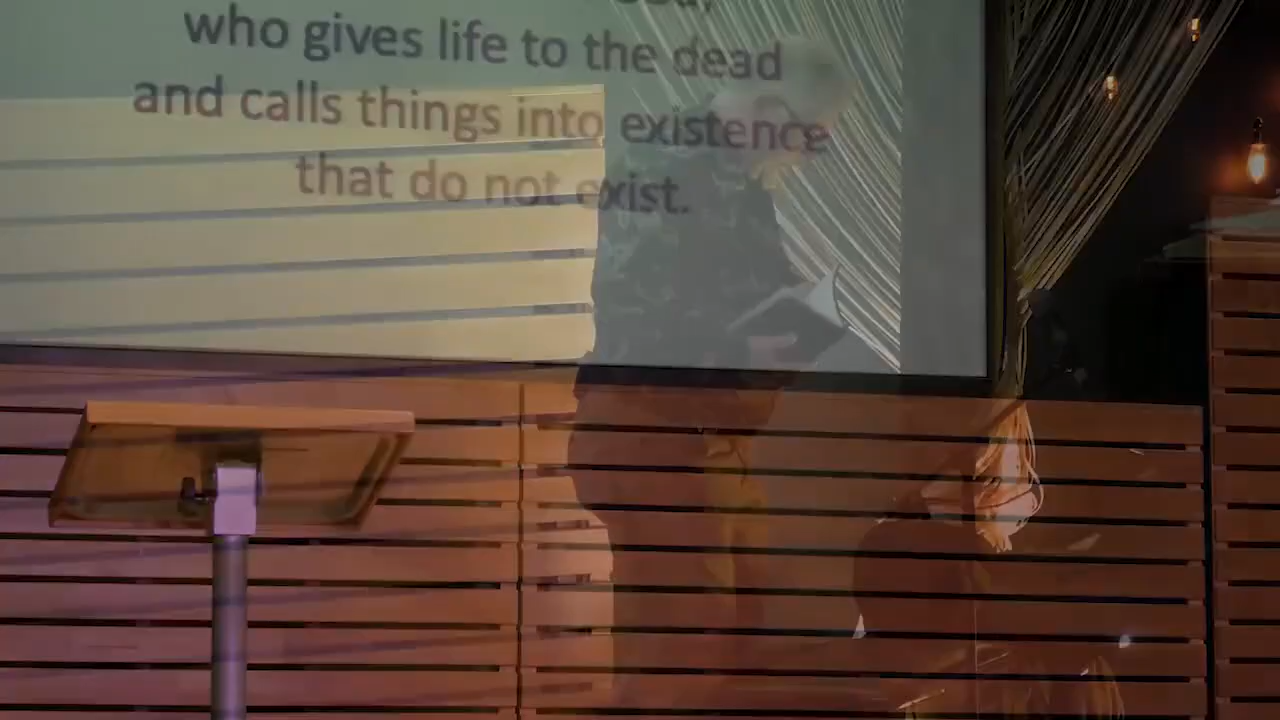 who gives life to the dead
and calls things into existence
that do not exist.